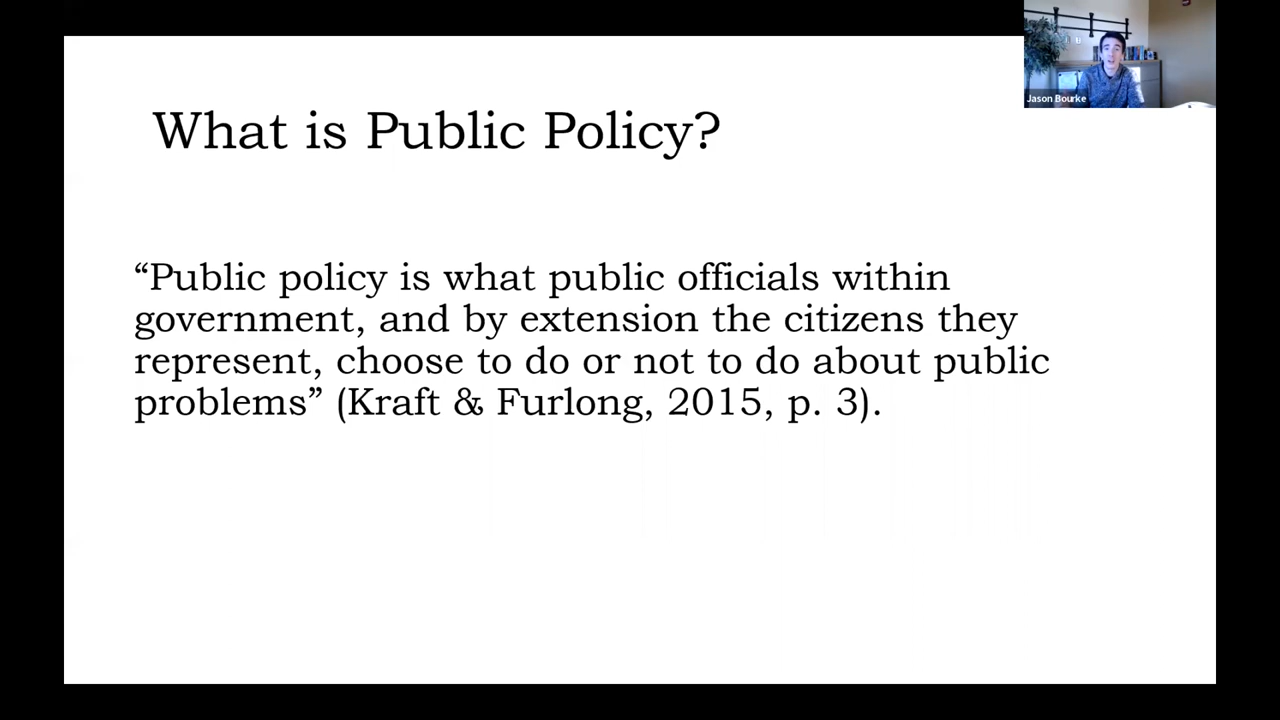 What is Public Policy?
“Public policy is what public officials within
government, and by extension the citizens they
represent, choose to do or not to do about public
problems” (Kraft & Furlong, 2015, p. 3).
Jason Bourke